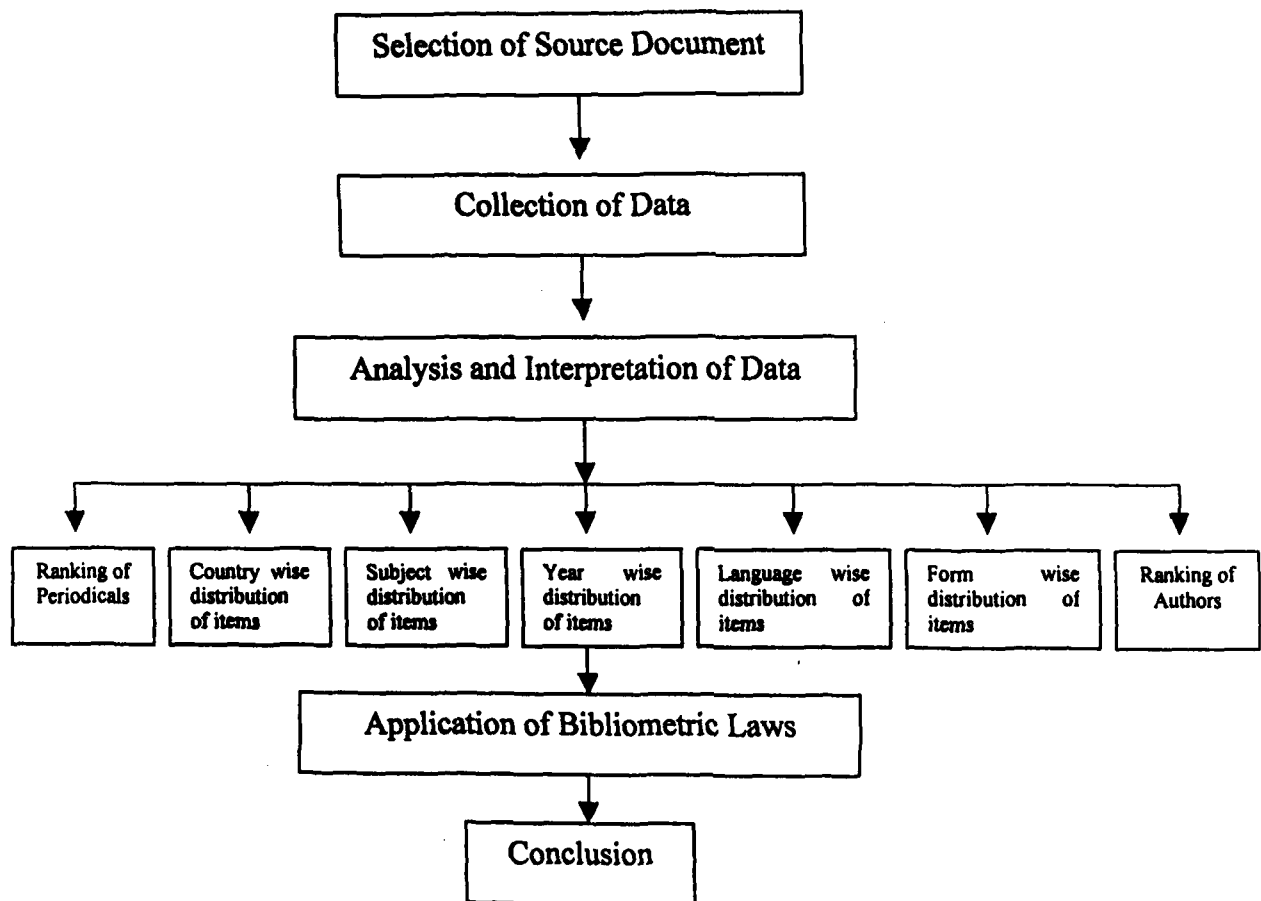 Selection of Source Document
Collection of Data
Analysis and Interpretation of Data
Ranking of
Periodicals
Country wise
distribution
of items
Subject wise
distribution
of items
Year wise
distribution
of items
Language wise
distribution of
items
Form wise
distribution of
items
Ranking of
Authors
Application of Bibliometric Laws
Conclusion